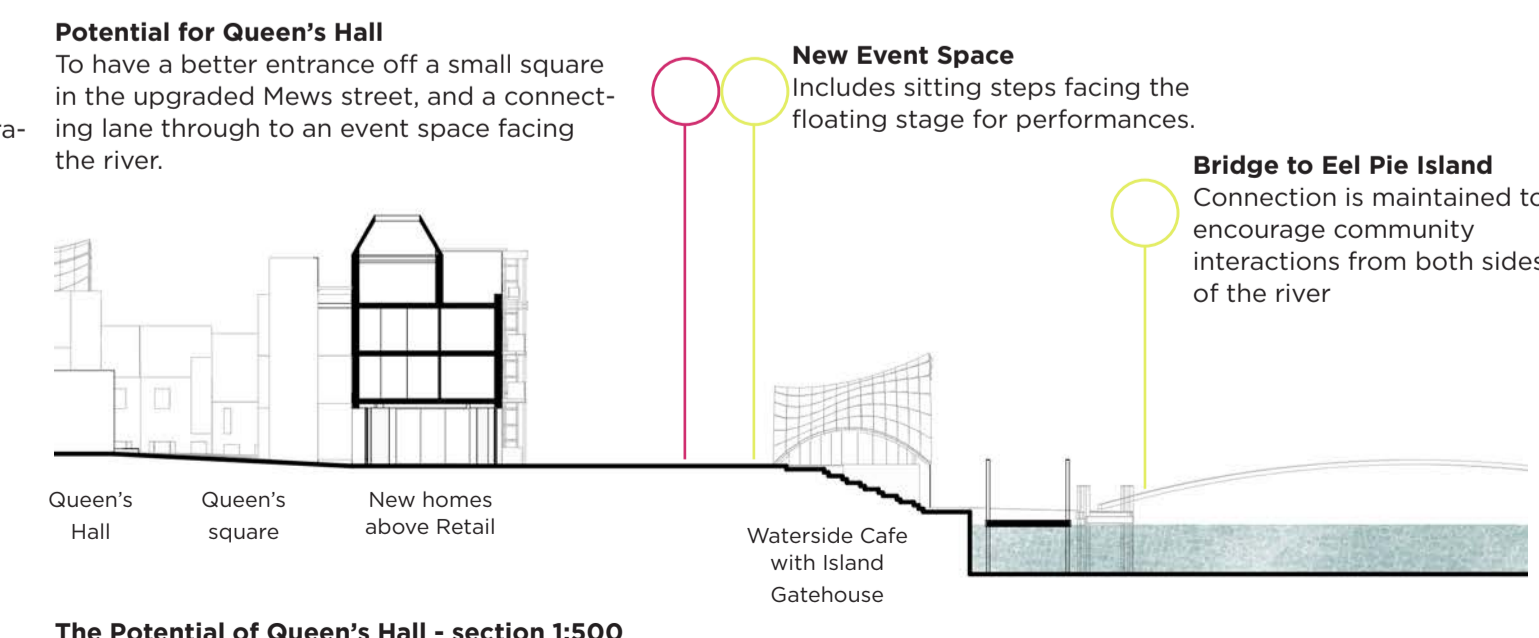 Potential for Queen's Hall
To have a better entrance off a small square
in the upgraded Mews street, and a connect-
ra-
ing lane through to an event space facing
the river.
New Event Space
Includes sitting steps facing the
floating stage for performances.
Bridge to Eel Pie Island
Connection is maintained to
encourage community
interactions from both sides
of the river
Queen's
Hall
Queen's
square
New homes
above Retail
Waterside Cafe
with Island
Gatehouse
The Potential of Queen's Hall - section 1:500